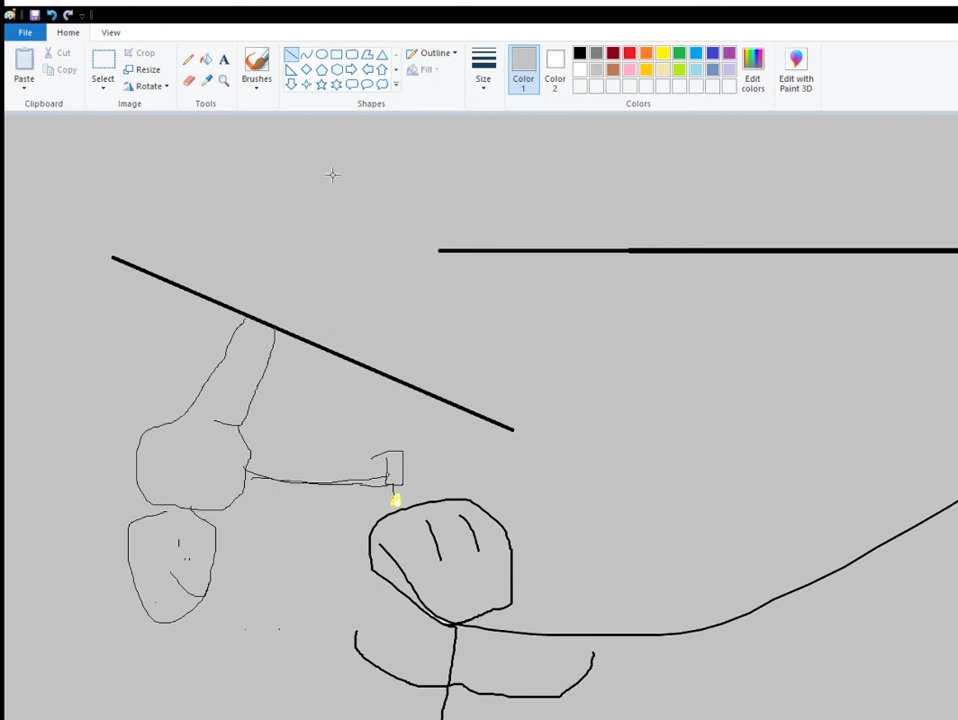 File Home View
Cut
Crop
Copy
Resize
Outline
Fill
Paste
Select
Rotate
Brushes
Size
Color
1
Color
2
Edit
colors
Edit with
Paint 3D
Clipboard
Image
Tools
Shapes
Colors
A